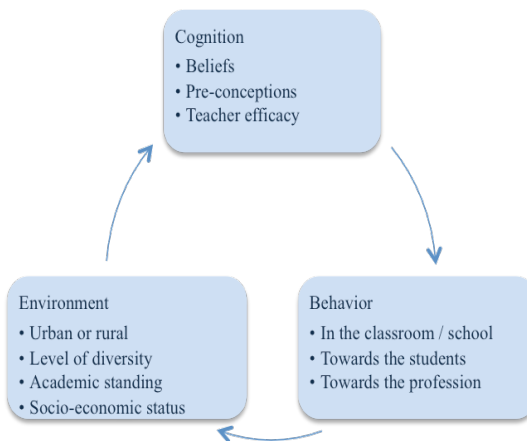 Cognition
• Beliefs
• Pre-conceptions
• Teacher efficacy
Environment
• Urban or rural
• Level of diversity
• Academic standing
• Socio-economic status
Behavior
• In the classroom / school
• Towards the students
• Towards the profession